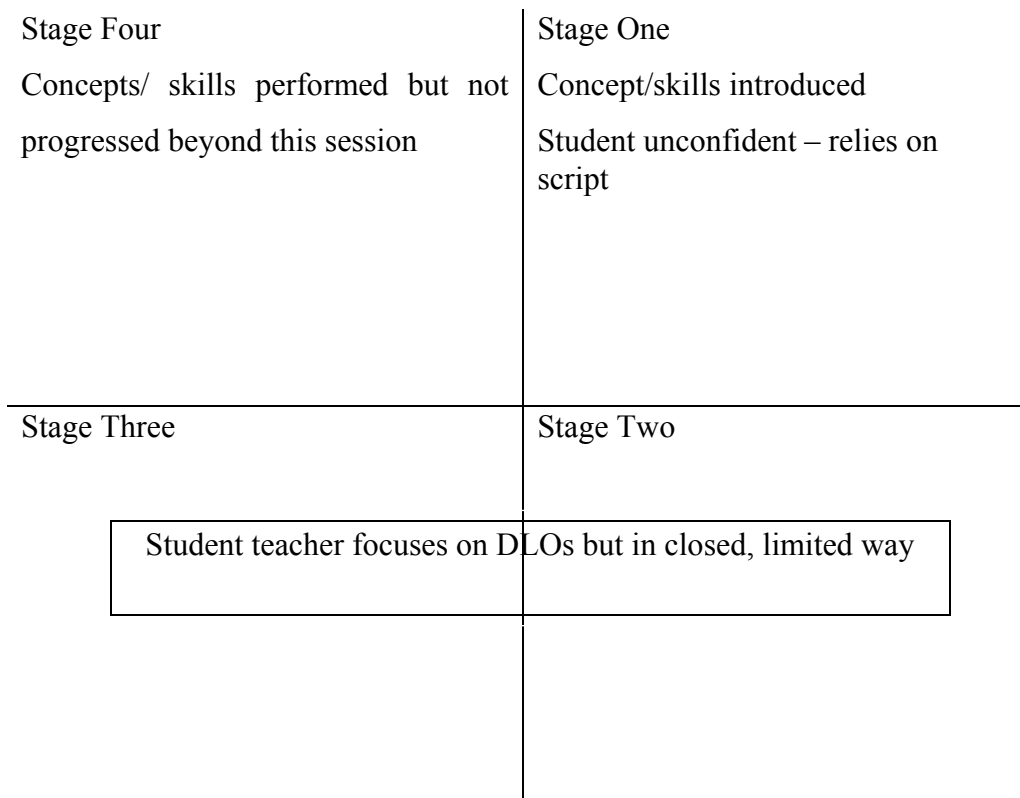 Stage Four
Concepts/ skills performed but not
progressed beyond this session
Stage One
Concept/skills introduced
Student unconfident – relies on
script
Stage Three
Stage Two
Student teacher focuses on DLOs but in closed, limited way